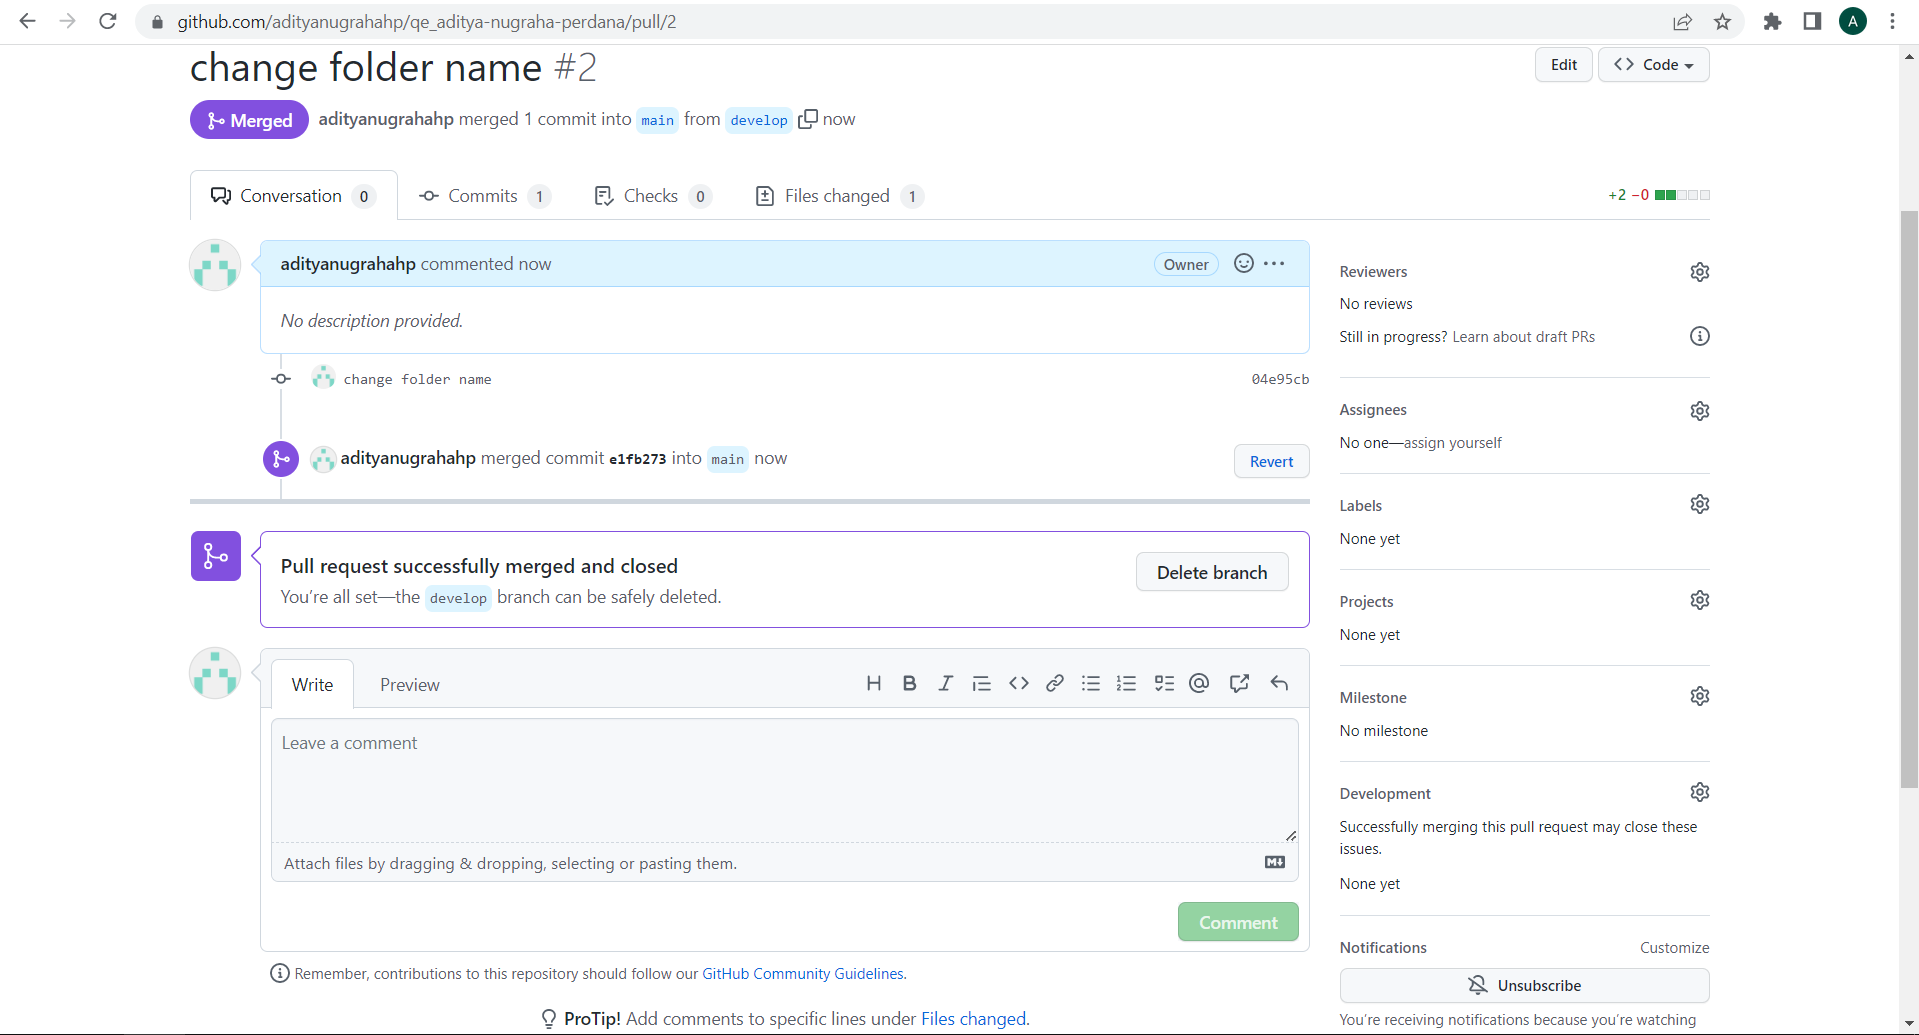 github.com/adityanugrahahp/qe_aditya-nugraha-perdana/pull/2
A
change folder name #2
Edit
Code
Merged
adityanugrahahp merged 1 commit into main from develop now
Conversation 0
Commits 1
Checks 0
Files changed 1
+2 −0
adityanugrahahp commented now
Owner
No description provided.
change folder name
04e95cb
adityanugrahahp merged commit e1fb273 into main now
Revert
Pull request successfully merged and closed
You're all set—the develop branch can be safely deleted.
Delete branch
Write
Preview
Leave a comment
Attach files by dragging & dropping, selecting or pasting them.
Comment
Remember, contributions to this repository should follow our GitHub Community Guidelines.
ProTip! Add comments to specific lines under Files changed.
Reviewers
No reviews
Still in progress? Learn about draft PRs
Assignees
No one—assign yourself
Labels
None yet
Projects
None yet
Milestone
No milestone
Development
Successfully merging this pull request may close these
issues.
None yet
Notifications
Customize
Unsubscribe
You're receiving notifications because you're watching